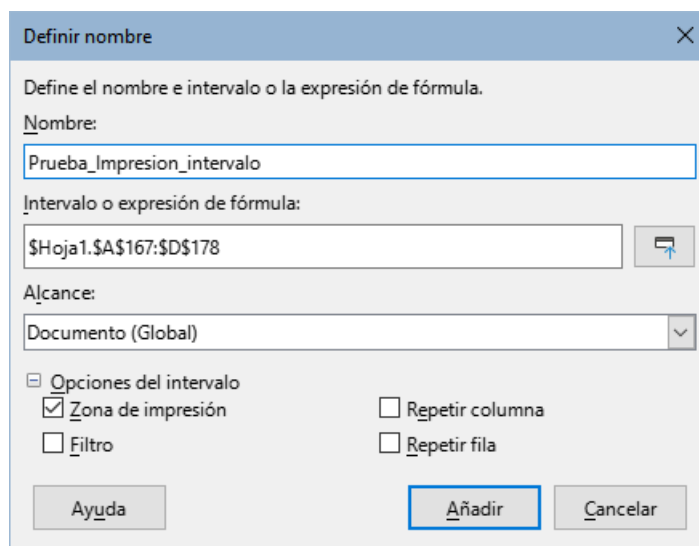 Definir nombre
Define el nombre e intervalo o la expresión de fórmula.
Nombre:
Prueba_Impresion_intervalo
Intervalo o expresión de fórmula:
$Hoja1.$A$167:$D$178
Alcance:
Documento (Global)
Opciones del intervalo
Zona de impresión
Repetir columna
Filtro
Repetir fila
Ayuda
Añadir
Cancelar